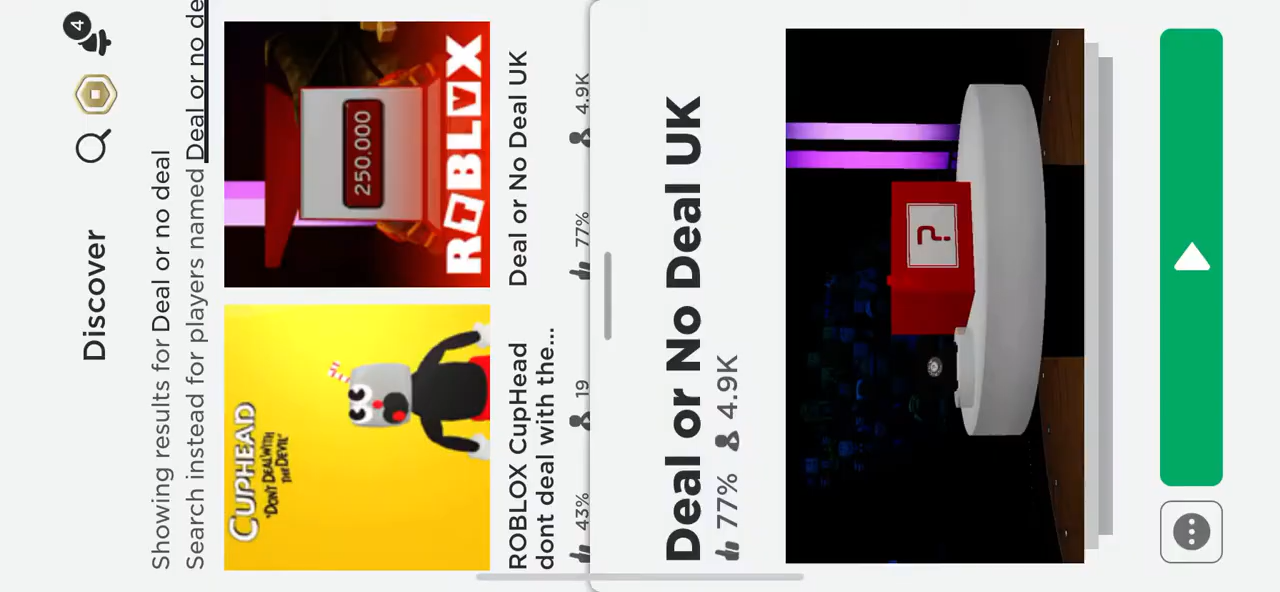 4
Discover
Showing results for Deal or no deal
Search instead for players named Deal or no de
CUPHEAD
"DON'T DEAL WITH
THE DEVIL"
250.000
ROBLOX
ROBLOX CupHead
dont deal with the...
43% 19
Deal or No Deal UK
77% 4.9K
Deal or No Deal UK
77% 4.9K
?